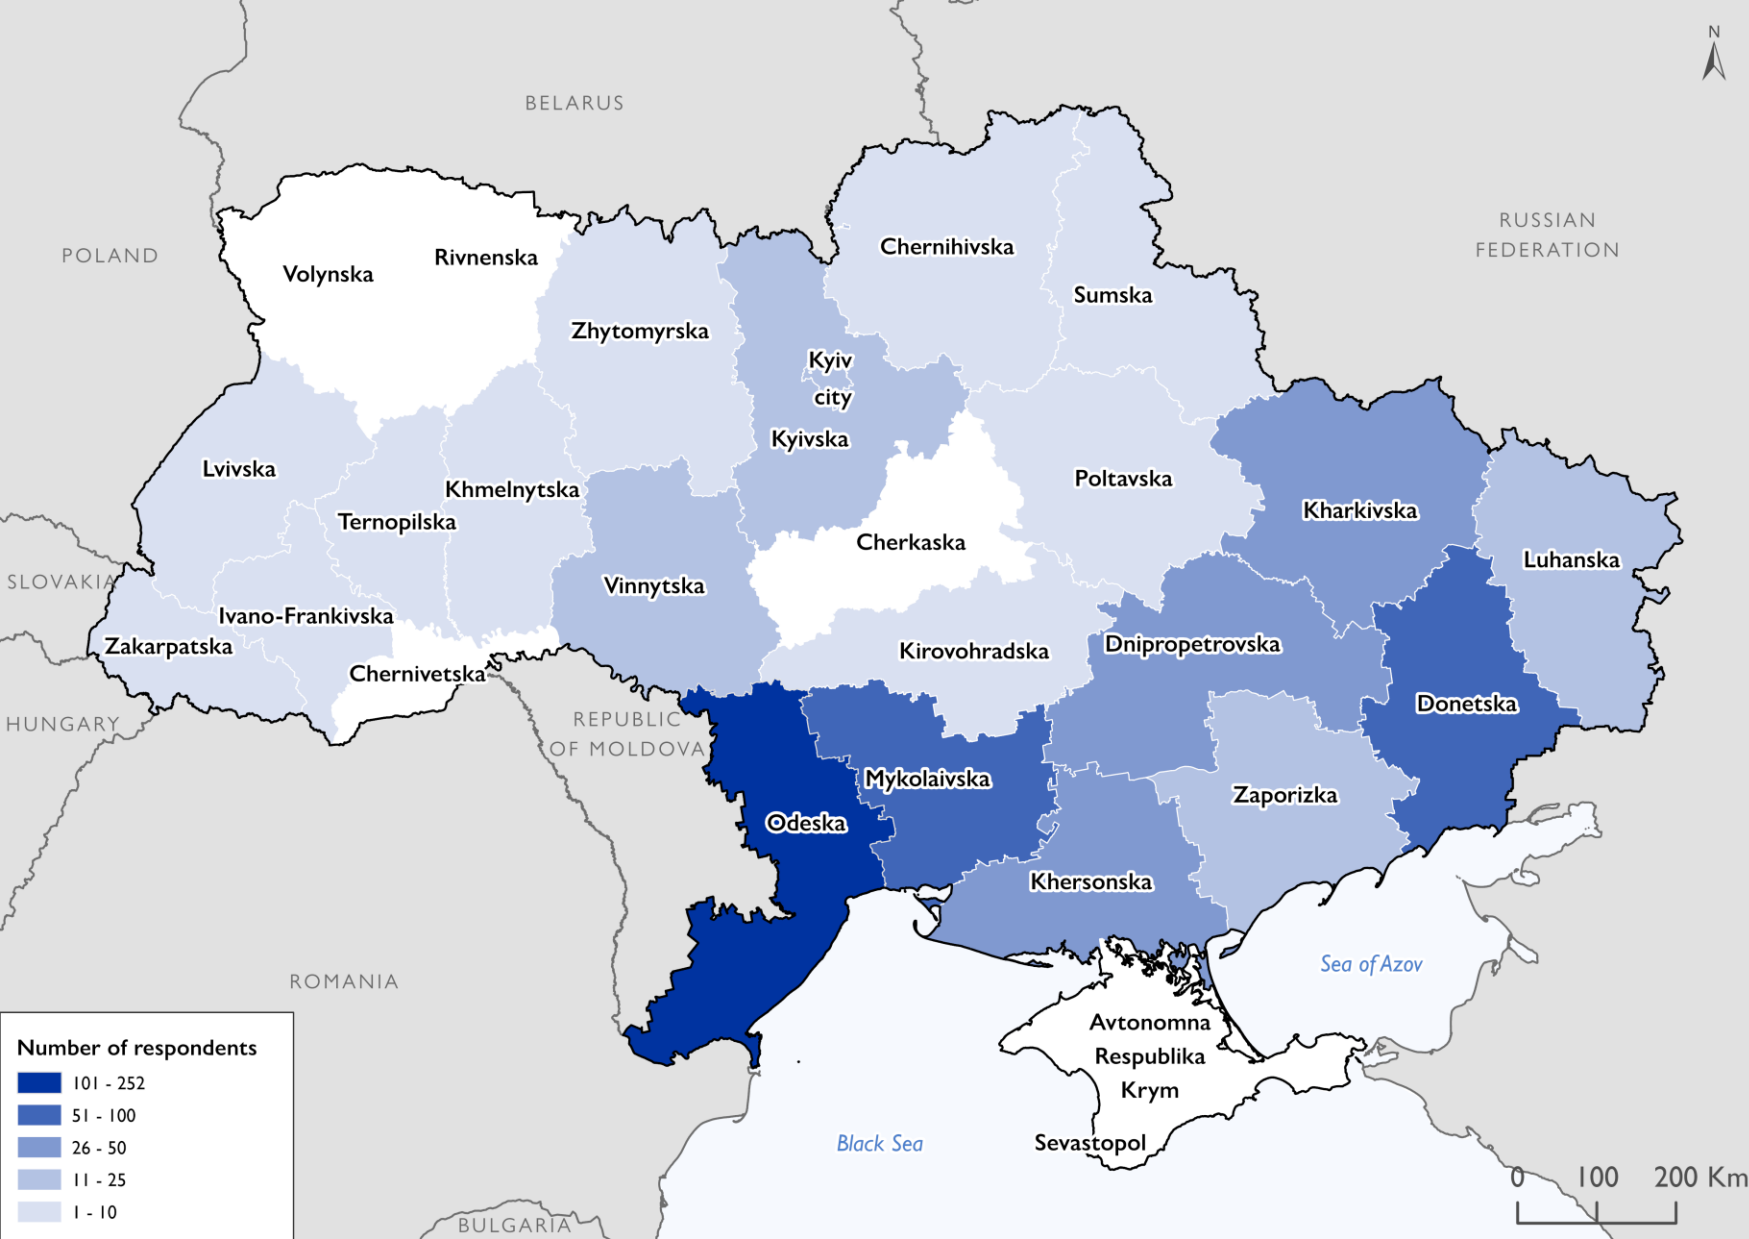 N
BELARUS
RUSSIAN
FEDERATION
POLAND
Chernihivska
Rivnenska
Volynska
Sumska
Zhytomyrska
Kyiv
city
Kyivska
Lvivska
Poltavska
Khmelnytska
Kharkivska
Ternopilska
Cherkaska
Luhanska
SLOVAKIA
Vinnytska
Ivano-Frankivska
Zakarpatska
Dnipropetrovska
Kirovohradska
Chernivetska
Donetska
HUNGARY
REPUBLIC
OF MOLDOVA
Mykolaivska
Zaporizka
Odeska
Khersonska
Sea of Azov
ROMANIA
Avtonomna
Respublika
Krym
Sevastopol
Black Sea
Number of respondents
101 - 252
51 - 100
26 - 50
11 - 25
1 - 10
0 100 200 Km
BULGARIA